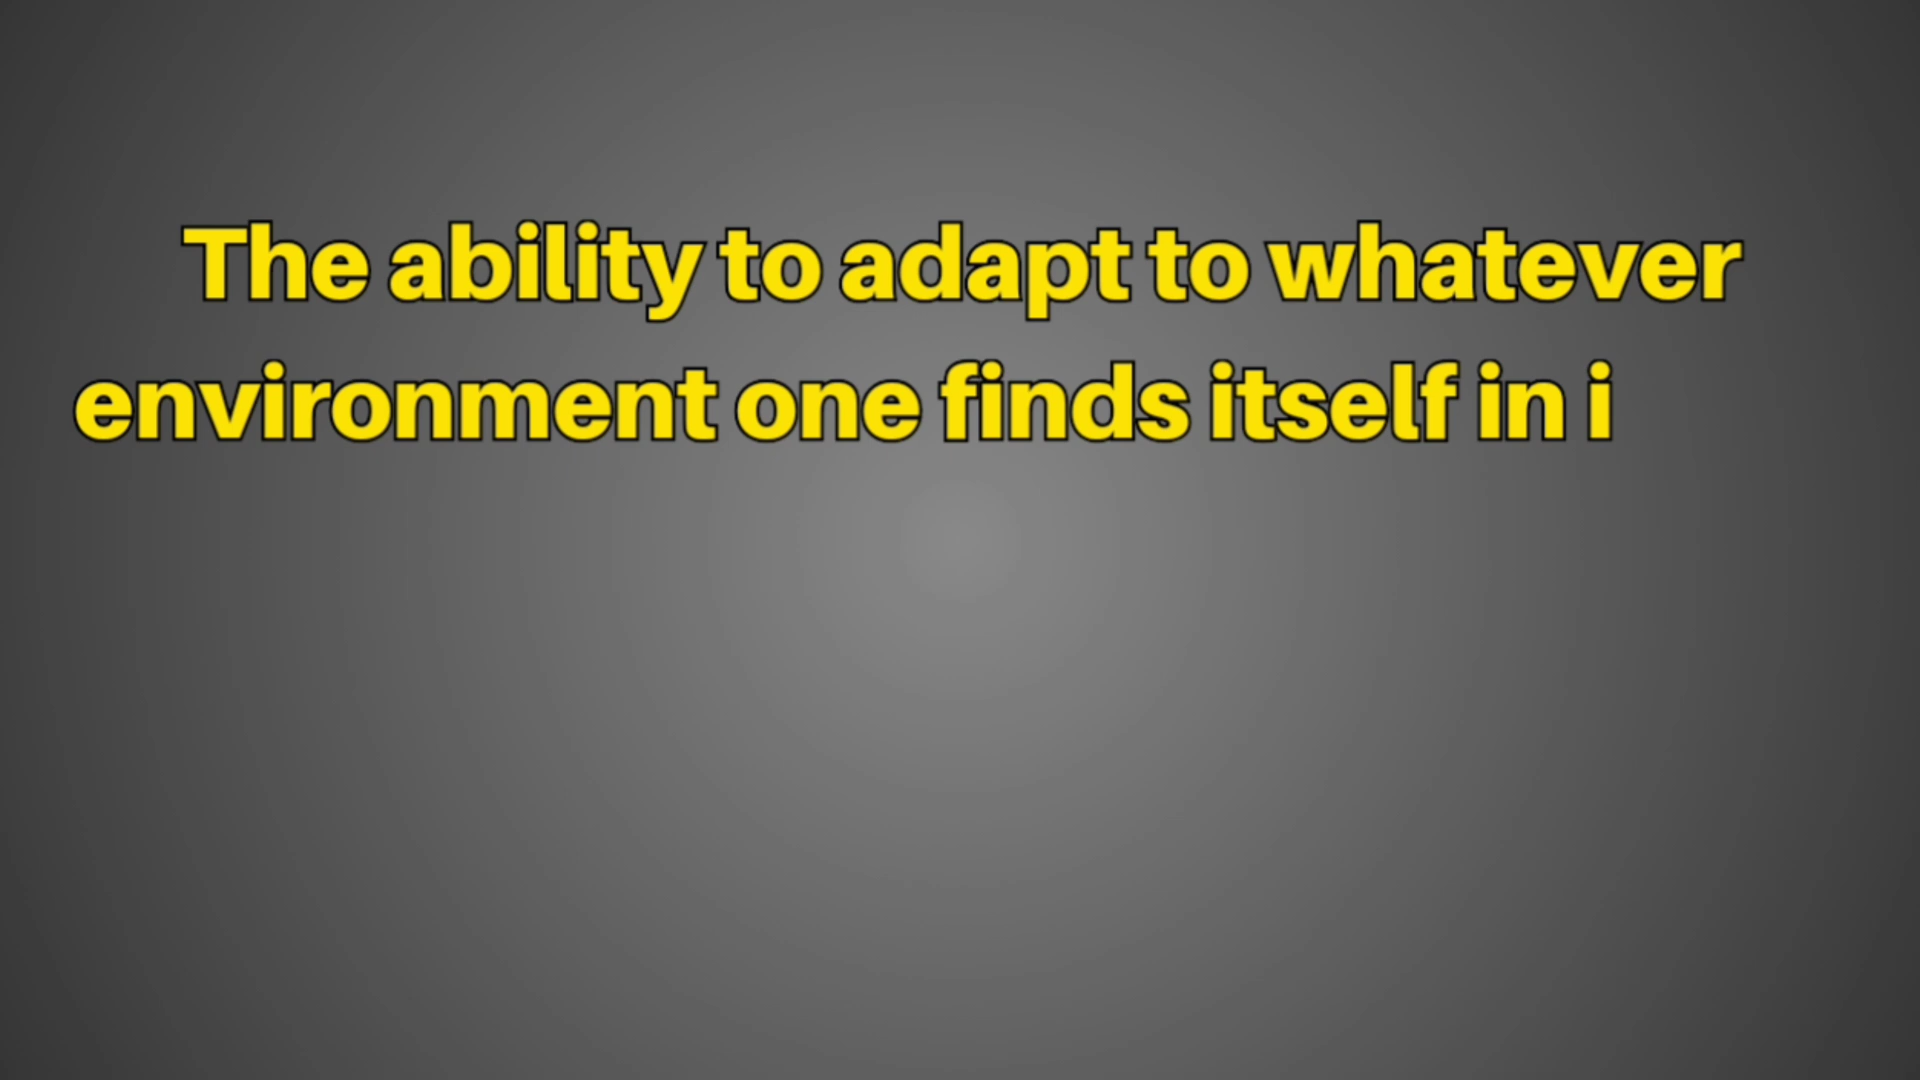 The ability to adapt to whatever
environment one finds itself in i